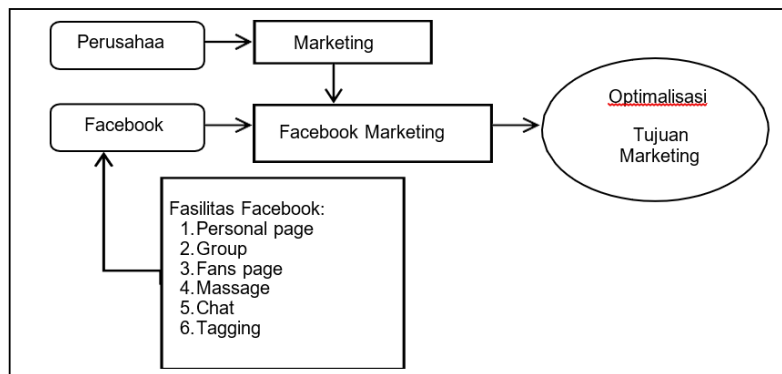 Perusahaa
Marketing
Facebook
Facebook Marketing
Optimalisasi
Tujuan
Marketing
Fasilitas Facebook:
1.Personal page
2.Group
3.Fans page
4.Massage
5.Chat
6.Tagging